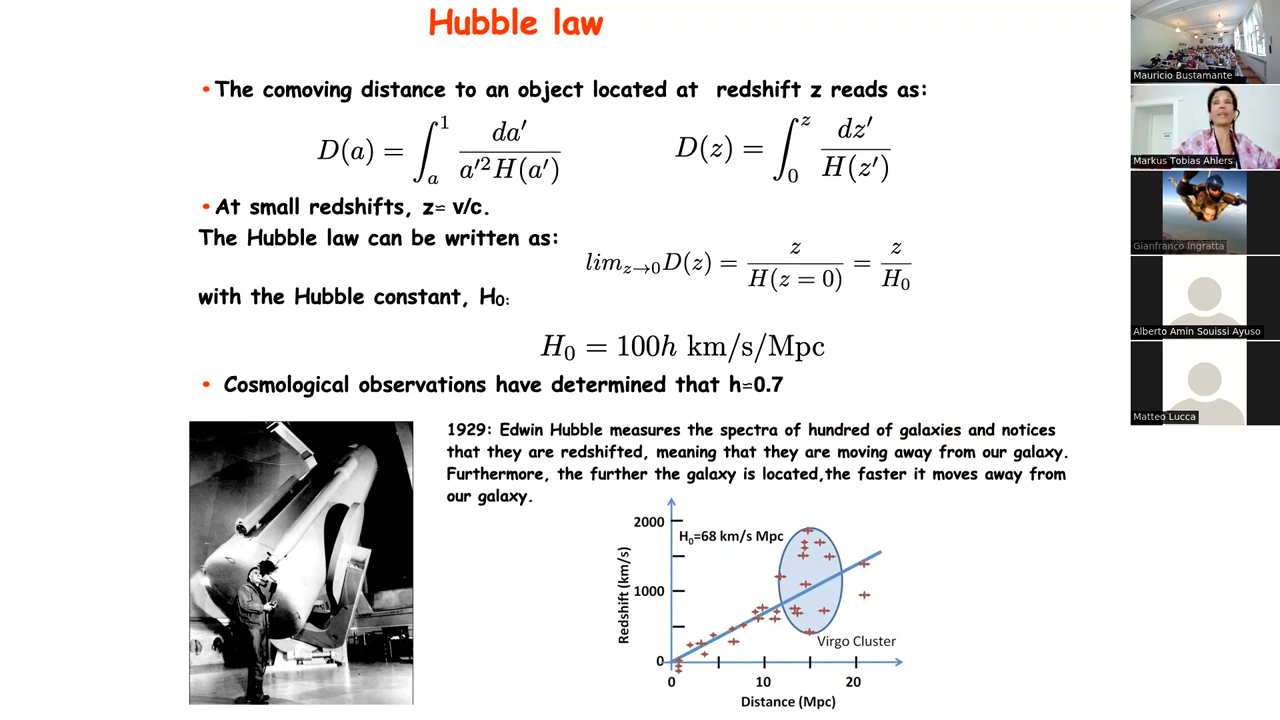 Hubble law
•The comoving distance to an object located at redshift z reads as:
D(a) = ∫_a^1 da′ / a′² H(a′)
D(z) = ∫_0^z dz′ / H(z′)
•At small redshifts, z≃ v/c.
The Hubble law can be written as:
lim_{z→0} D(z) = z / H(z = 0) = z / H₀
with the Hubble constant, H₀:
H₀ = 100h km/s/Mpc
• Cosmological observations have determined that h≃0.7
1929: Edwin Hubble measures the spectra of hundred of galaxies and notices
that they are redshifted, meaning that they are moving away from our galaxy.
Furthermore, the further the galaxy is located,the faster it moves away from
our galaxy.
2000
H₀=68 km/s Mpc
Redshift (km/s)
1000
Virgo Cluster
0
0
10
20
Distance (Mpc)
Mauricio Bustamante
Markus Tobias Ahlers
Gianfranco Ingratta
Alberto Amin Souissi Ayuso
Matteo Lucca